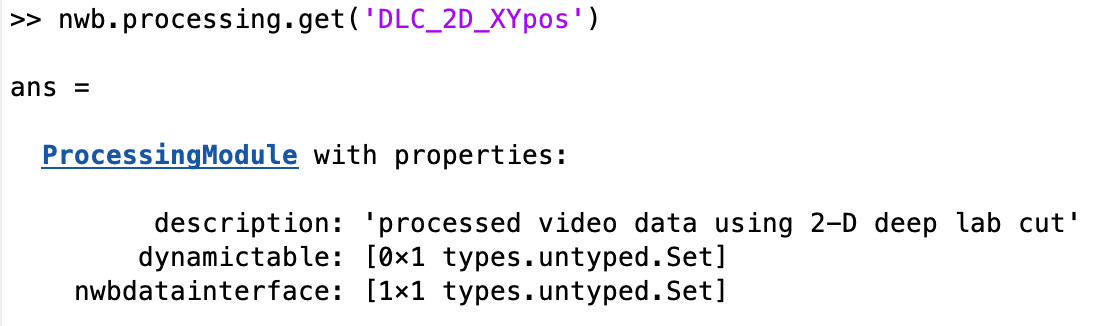 >> nwb.processing.get('DLC_2D_XYpos')
ans =
ProcessingModule with properties:
description: 'processed video data using 2-D deep lab cut'
dynamictable: [0×1 types.untyped.Set]
nwbdatainterface: [1×1 types.untyped.Set]